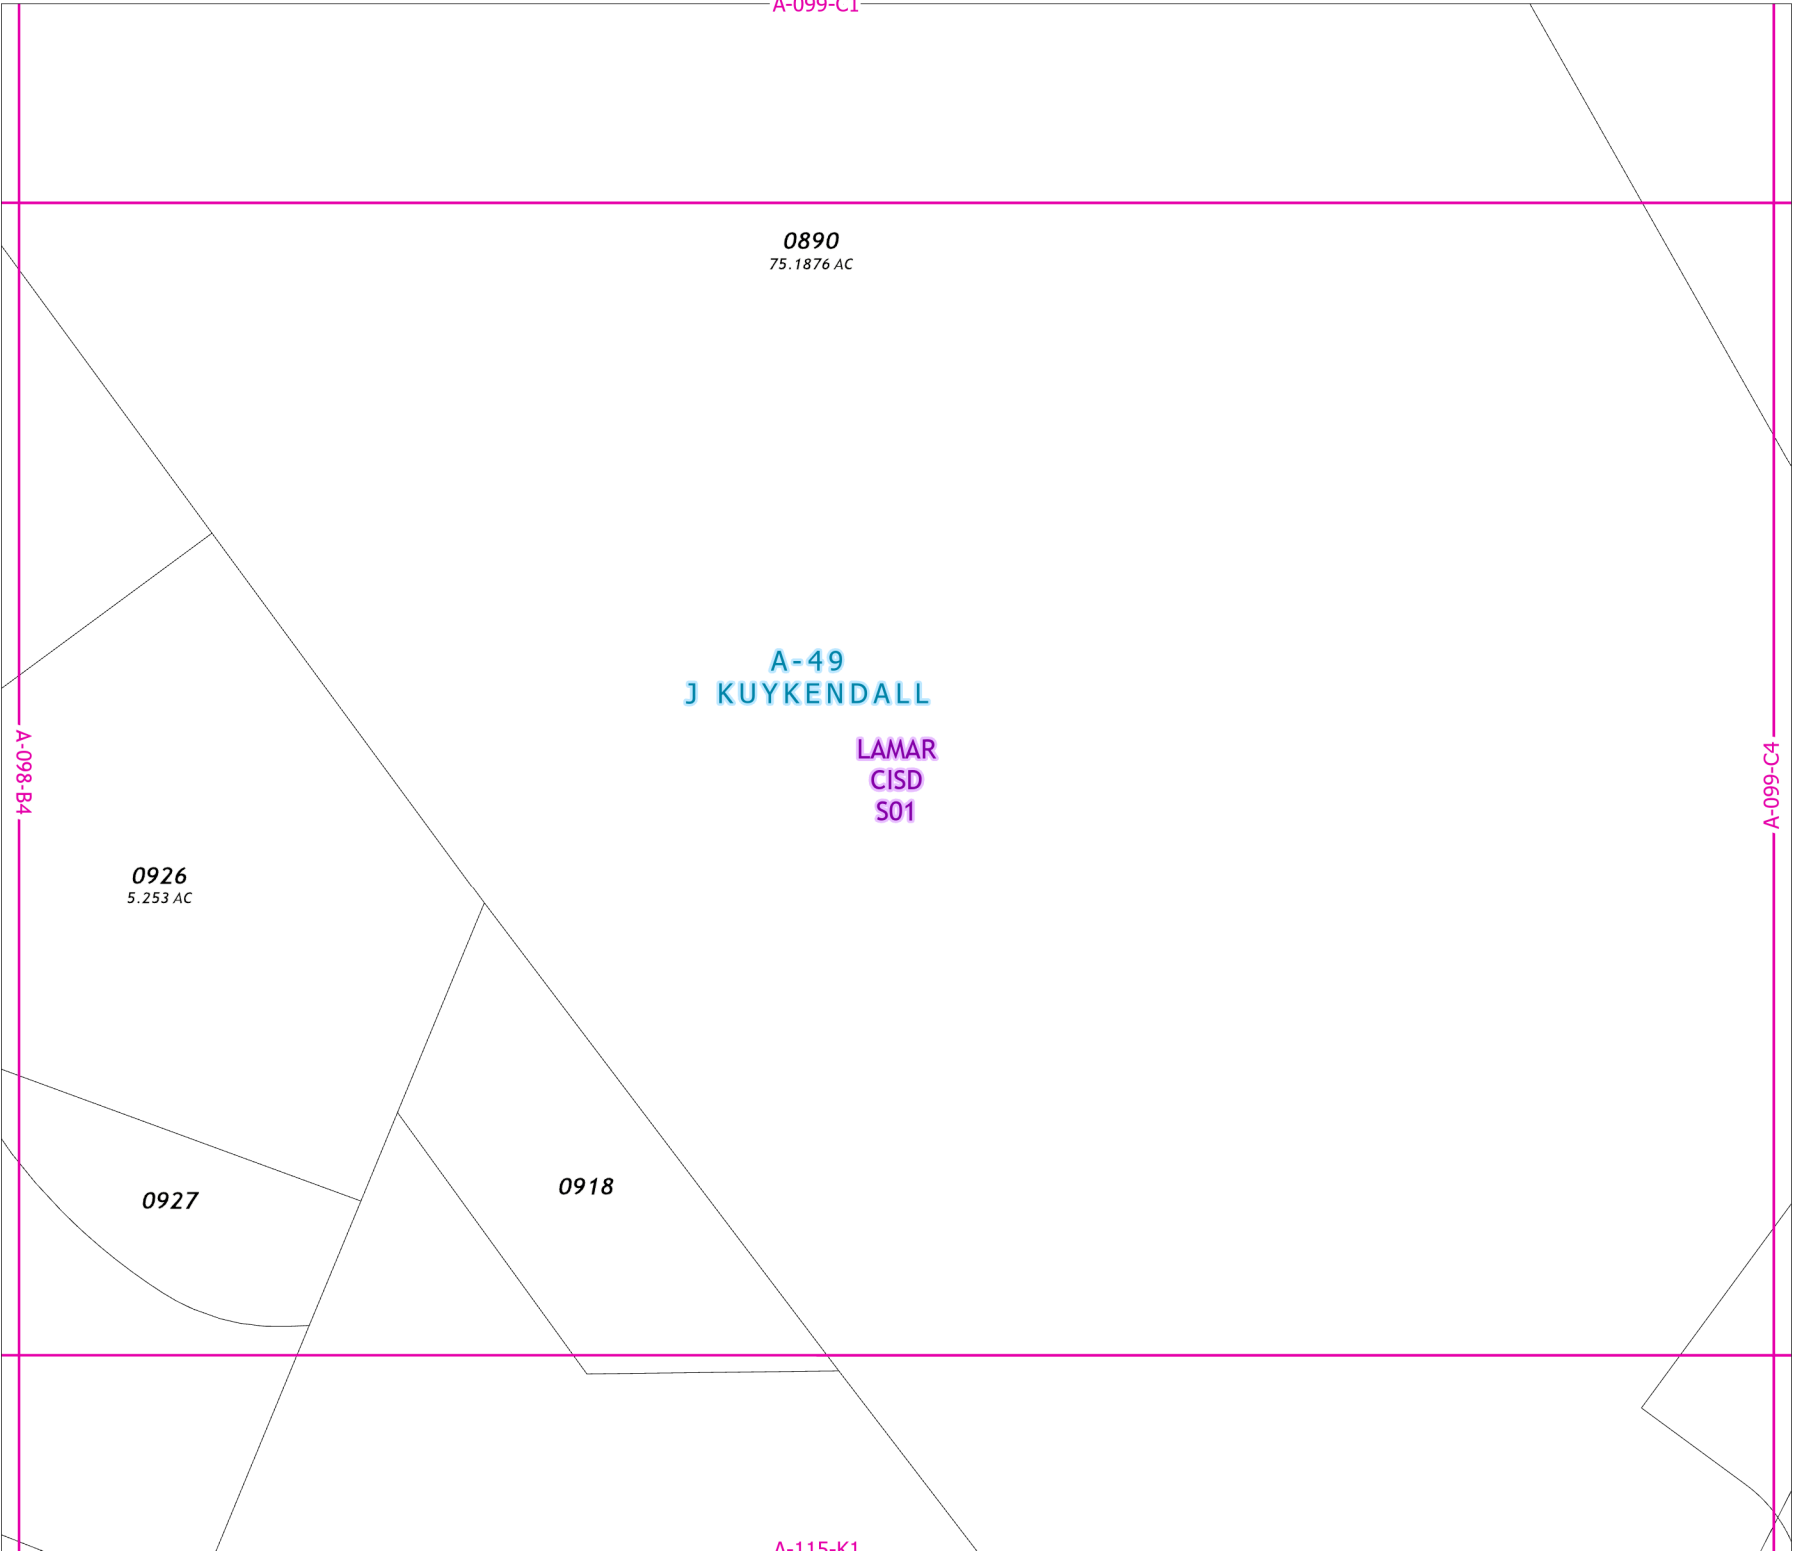 A-099-C1
0890
75.1876 AC
A-49
J KUYKENDALL
LAMAR
CISD
S01
A-098-B4
A-099-C4
0926
5.253 AC
0927
0918
A-115-K1